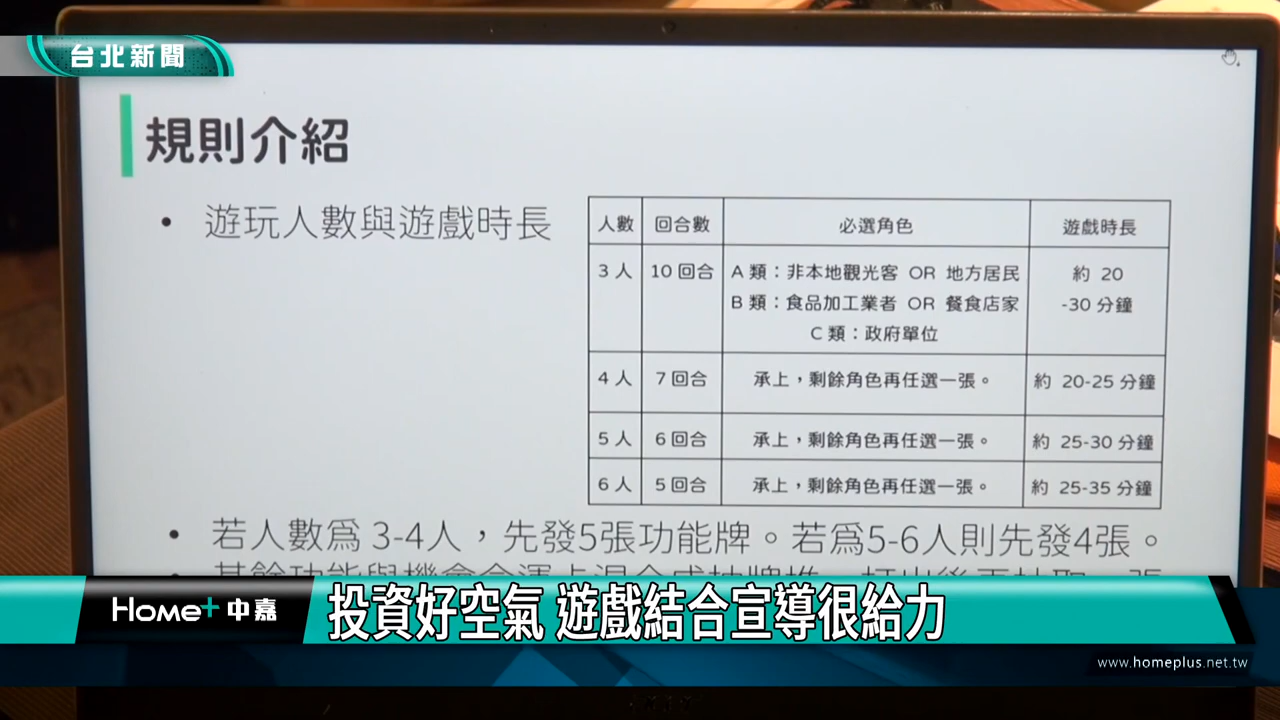 台北新聞
規則介紹
• 遊玩人數與遊戲時長
人數 回合數 必選角色 遊戲時長
3 人 10 回合 A 類：非本地觀光客 OR 地方居民 約 20
B 類：食品加工業者 OR 餐食店家 -30 分鐘
C 類：政府單位
4 人 7 回合 承上，剩餘角色再任選一張。 約 20-25 分鐘
5 人 6 回合 承上，剩餘角色再任選一張。 約 25-30 分鐘
6 人 5 回合 承上，剩餘角色再任選一張。 約 25-35 分鐘
• 若人數為 3-4人，先發5張功能牌。若為5-6人則先發4張。
Home+ 中嘉
投資好空氣 遊戲結合宣導很給力
www.homeplus.net.tw